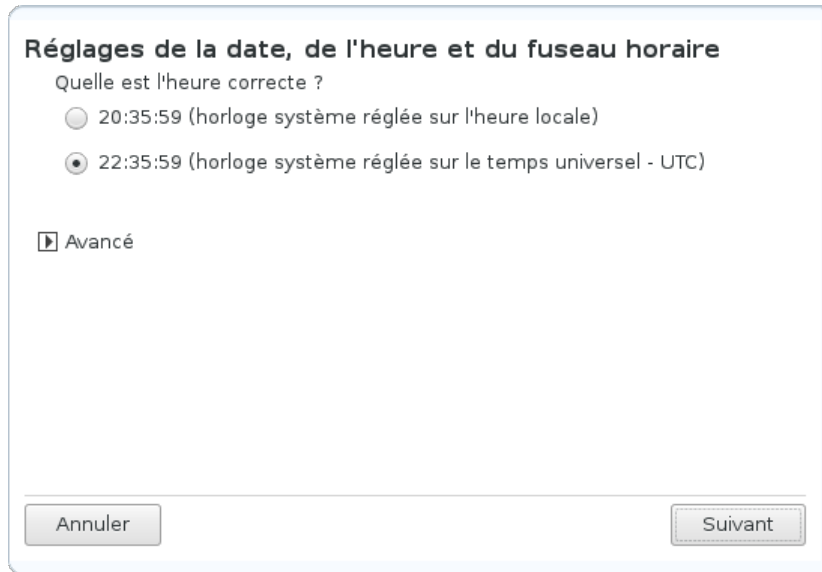 Réglages de la date, de l'heure et du fuseau horaire
Quelle est l'heure correcte ?
20:35:59 (horloge système réglée sur l'heure locale)
22:35:59 (horloge système réglée sur le temps universel - UTC)
Avancé
Annuler
Suivant